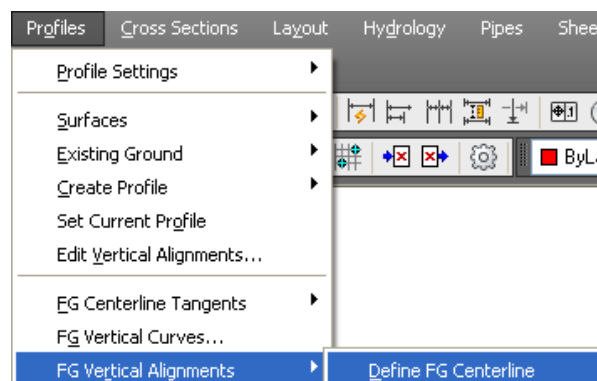 Profiles Cross Sections Layout Hydrology Pipes Shee
Profile Settings
Surfaces
Existing Ground
ByLa
Create Profile
Set Current Profile
Edit Vertical Alignments...
FG Centerline Tangents
FG Vertical Curves...
FG Vertical Alignments Define FG Centerline